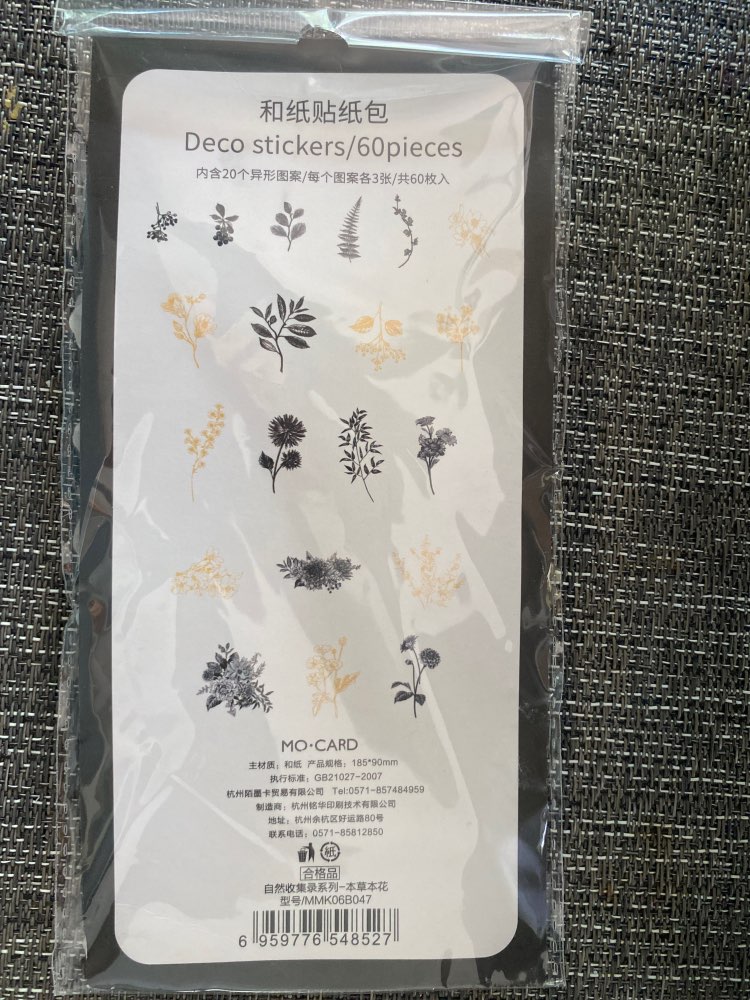 和纸贴纸包
Deco stickers/60pieces
内含20个异形图案/每个图案各3张/共60枚入
MO·CARD
主材质：和纸 产品规格：185*90mm
执行标准：GB21027-2007
杭州陌墨卡贸易有限公司 Tel:0571-857484959
制造商：杭州铭华印刷技术有限公司
地址：杭州余杭区好运路80号
联系电话：0571-85812850
紙
合格品
自然收集录系列-本草本花
型号/MMK06B047
6 959776 548527